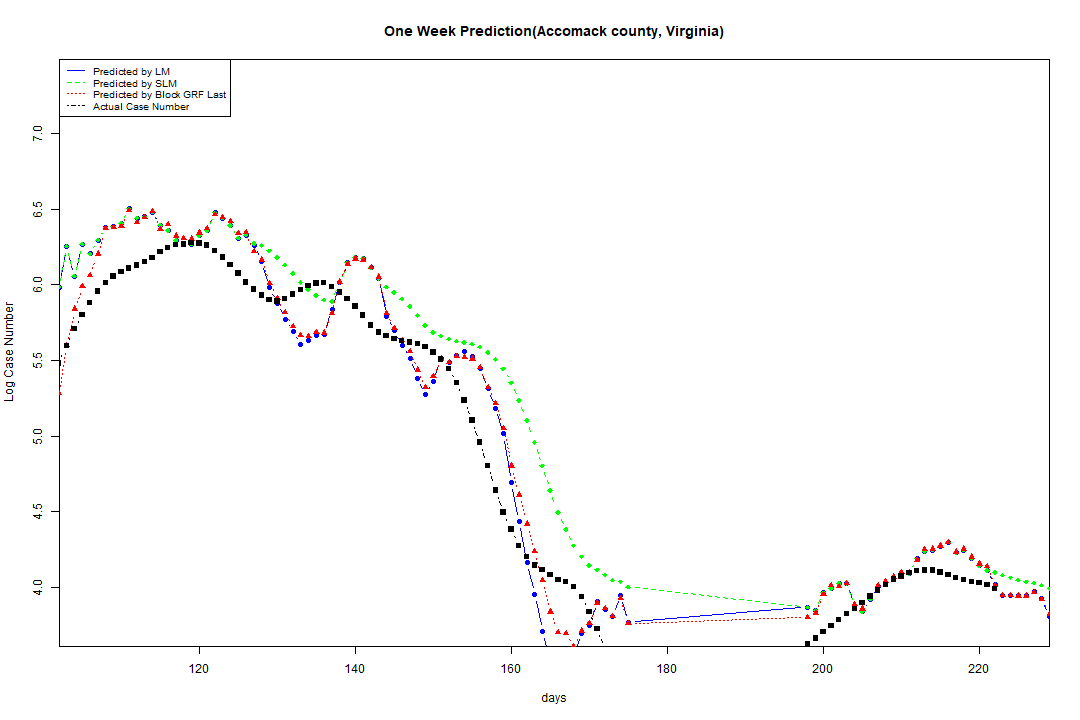 One Week Prediction(Accomack county, Virginia)
Predicted by LM
Predicted by SLM
Predicted by Block GRF Last
Actual Case Number
Log Case Number
7.0
6.5
6.0
5.5
5.0
4.5
4.0
120 140 160 180 200 220
days